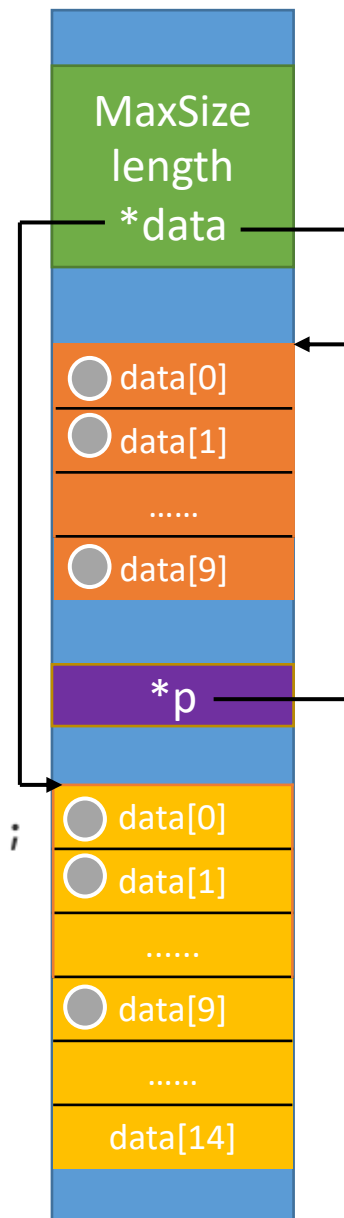 MaxSize
length
*data
data[0]
data[1]
......
data[9]
*p
;
data[0]
data[1]
......
data[9]
......
data[14]